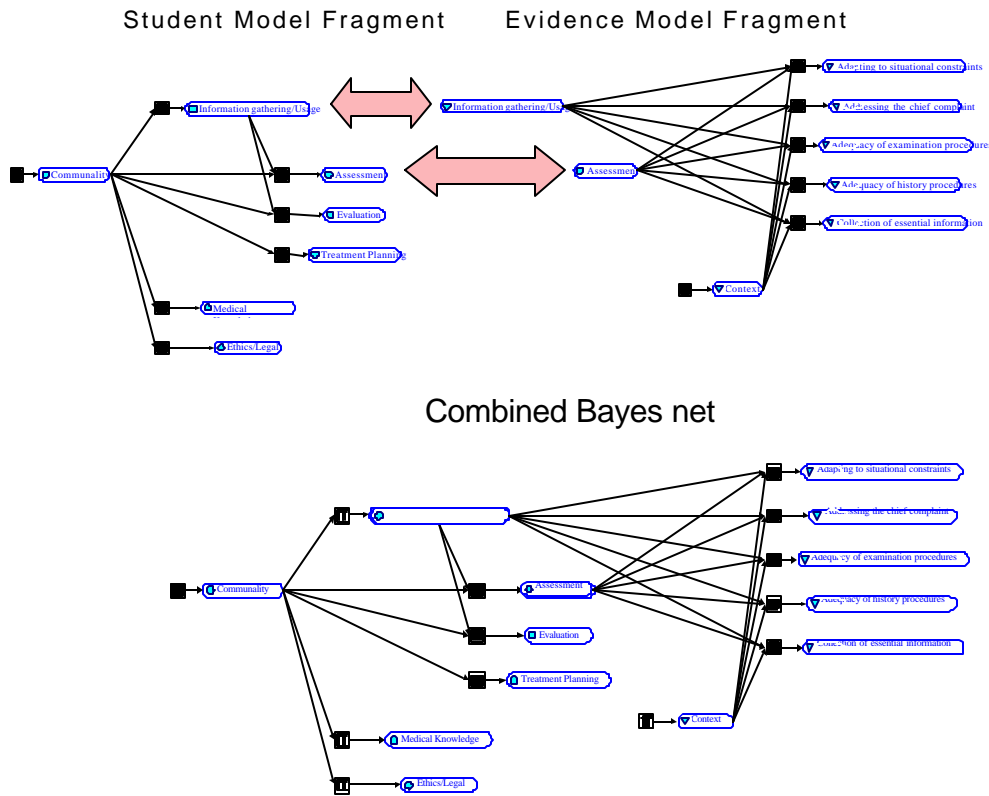 Student Model Fragment
Evidence Model Fragment
Information gathering/Usage
Communality
Assessmen
Evaluation
Treatment Planning
Medical
Ethics/Legal
Information gathering/Usa
Assessmen
Context
Adapting to situational constraints
Addressing the chief complaint
Adequacy of examination procedures
Adequacy of history procedures
Collection of essential information
Combined Bayes net
Communality
Assessment
Evaluation
Treatment Planning
Medical Knowledge
Ethics/Legal
Context
Adapting to situational constraints
Addressing the chief complaint
Adequacy of examination procedures
Adequacy of history procedures
Collection of essential information